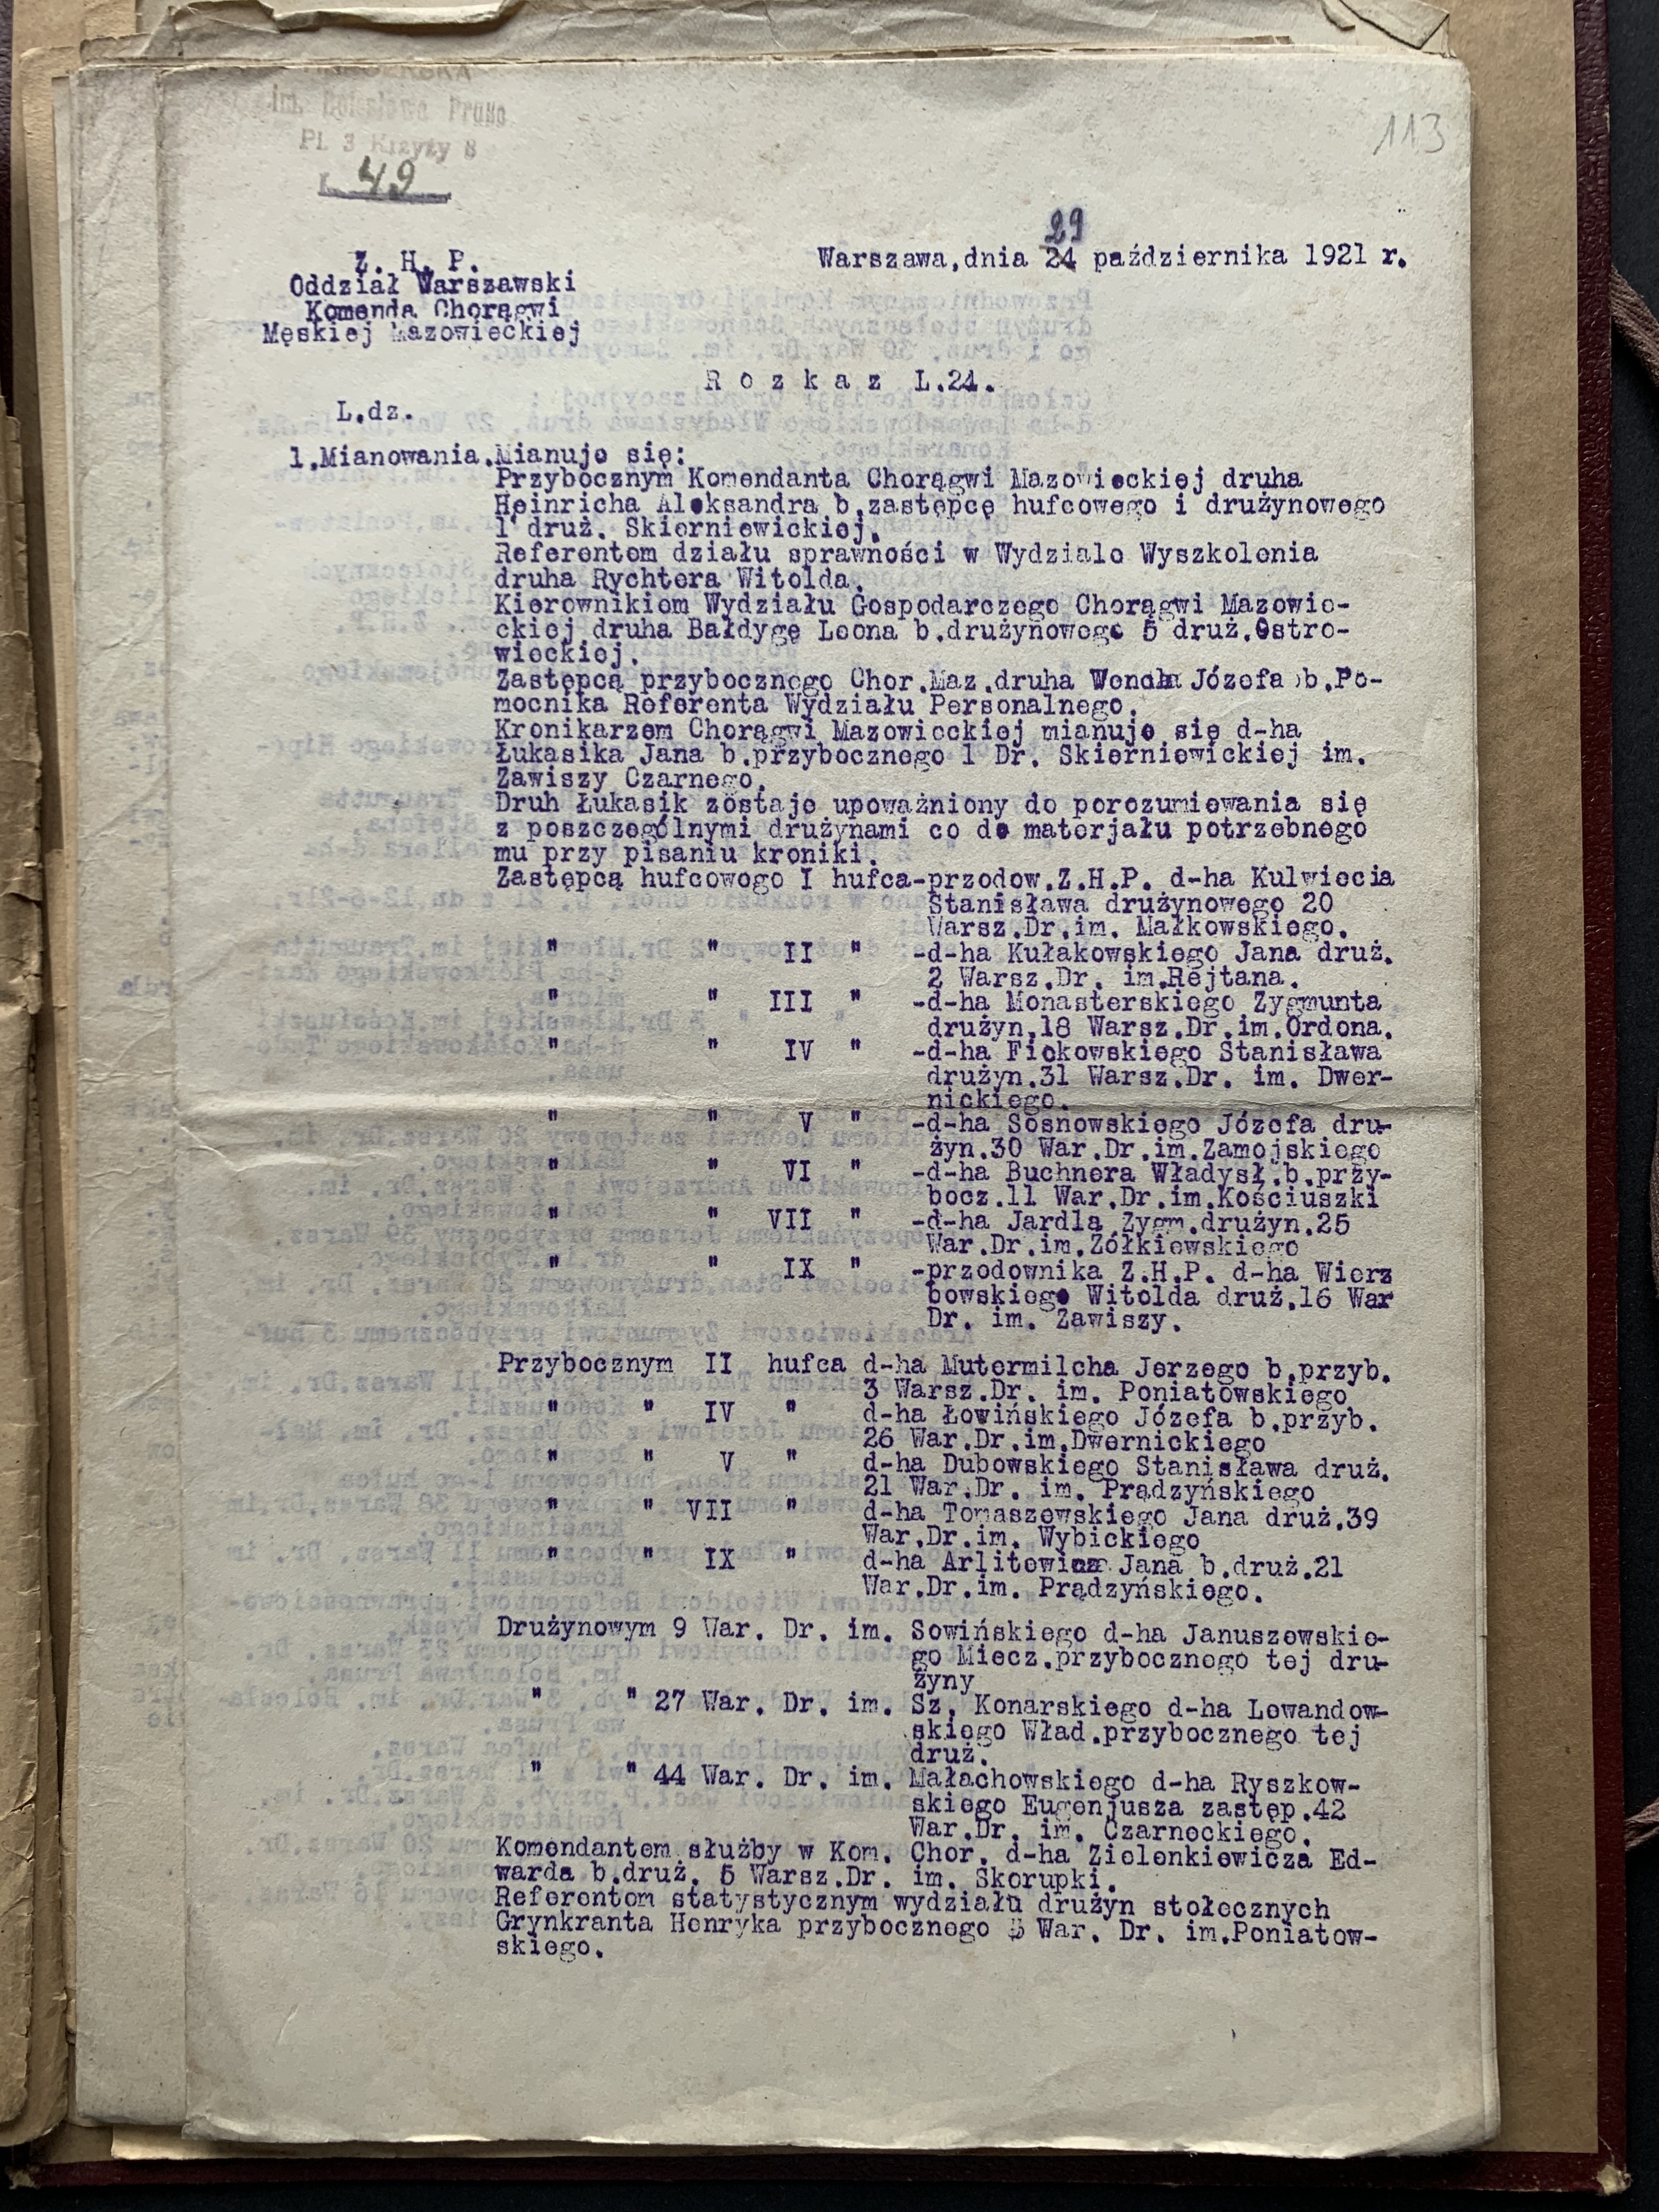 im. Bolesława Prusa
Pl. 3 Krzyży 8
L. 49
113
29
Warszawa,dnia 24 października 1921 r.
Z. H. P.
Oddział Warszawski
Komenda Chorągwi
Męskiej Mazowieckiej
R o z k a z L.24.
L.dz.
1.Mianowania.Mianuje się:
Przybocznym Komendanta Chorągwi Mazowieckiej druha
Heinricha Aleksandra b.zastępcę hufcowego i drużynowego
1 druż. Skierniewickiej.
Referentem działu sprawności w Wydziale Wyszkolenia
druha Rychtera Witolda.
Kierownikiem Wydziału Gospodarczego Chorągwi Mazowie-
ckiej druha Bałdygę Leona b.drużynowego 5 druż.Ostro-
wieckiej.
Zastępcą przybocznego Chor.Maz.druha Wencla Józefa b.Po-
mocnika Referenta Wydziału Personalnego.
Kronikarzem Chorągwi Mazowieckiej mianuje się d-ha
Łukasika Jana b.przybocznego 1 Dr. Skierniewickiej im.
Zawiszy Czarnego.
Druh Łukasik zostaje upoważniony do porozumiewania się
z poszczególnymi drużynami co do materjału potrzebnego
mu przy pisaniu kroniki.
Zastępcą hufcowego I hufca-przodow.Z.H.P. d-ha Kulwiecia
Stanisława drużynowego 20
Warsz.Dr.im. Małkowskiego.
" " II " -d-ha Kułakowskiego Jana druż.
2 Warsz.Dr. im.Rejtana.
" " III " -d-ha Monasterskiego Zygmunta
drużyn.18 Warsz.Dr.im.Ordona.
" " IV " -d-ha Fickowskiego Stanisława
drużyn.31 Warsz.Dr. im. Dwer-
nickiego.
" " V " -d-ha Sosnowskiego Józefa dru-
żyn.30 War.Dr.im.Zamojskiego
" " VI " -d-ha Buchnera Władysł.b.przy-
bocz.11 War.Dr.im.Kościuszki
" " VII " -d-ha Jardla Zygm.drużyn.25
War.Dr.im.Żółkiewskiego
" " IX " -przodownika Z.H.P. d-ha Wierz
bowskiego Witolda druż.16 War
Dr. im. Zawiszy.
Przybocznym II hufca d-ha Mutermilcha Jerzego b.przyb.
3 Warsz.Dr. im. Poniatowskiego
" " IV " d-ha Łowińskiego Józefa b.przyb.
26 War.Dr.im.Dwernickiego
" " V " d-ha Dubowskiego Stanisława druż.
21 War.Dr. im. Prądzyńskiego
" " VII " d-ha Tomaszewskiego Jana druż.39
War.Dr.im. Wybickiego
" " IX " d-ha Arlitewicza Jana b.druż.21
War.Dr.im. Prądzyńskiego.
Drużynowym 9 War. Dr. im. Sowińskiego d-ha Januszewskie-
go Miecz.przybocznego tej dru-
żyny
" " 27 War. Dr. im. Sz. Konarskiego d-ha Lewandow-
skiego Wład.przybocznego tej
druż.
" " 44 War. Dr. im. Małachowskiego d-ha Ryszkow-
skiego Eugenjusza zastęp.42
War.Dr. im. Czarneckiego.
Komendantem służby w Kom. Chor. d-ha Zielenkiewicza Ed-
warda b.druż. 5 Warsz.Dr. im. Skorupki.
Referentem statystycznym wydziału drużyn stołecznych
Grynkranta Henryka przybocznego 3 War. Dr. im.Poniatow-
skiego.